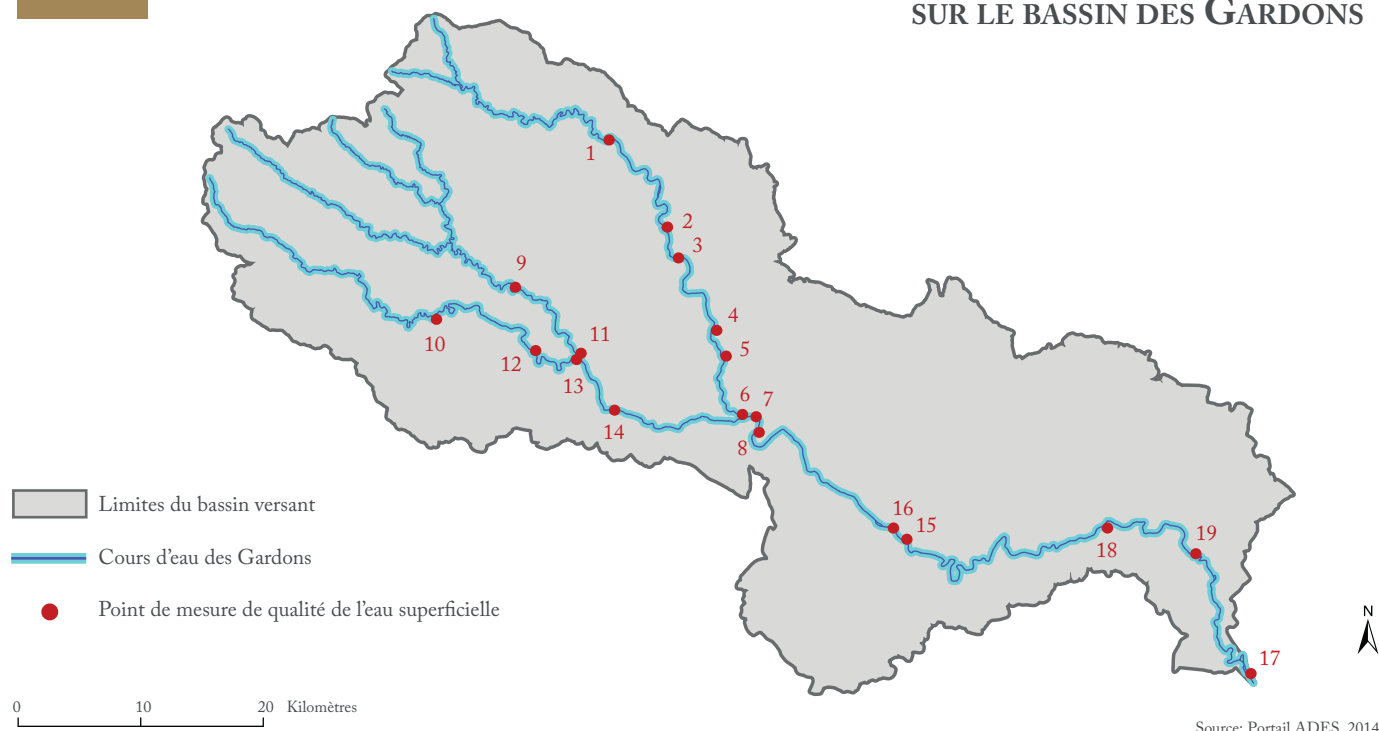 SUR LE BASSIN DES GARDONS
1
2
3
9
4
11
10
5
12
13
6 7
14
8
Limites du bassin versant
16
15
19
18
Cours d'eau des Gardons
Point de mesure de qualité de l'eau superficielle
N
17
0 10 20 Kilomètres
Source: Portail ADES, 2014